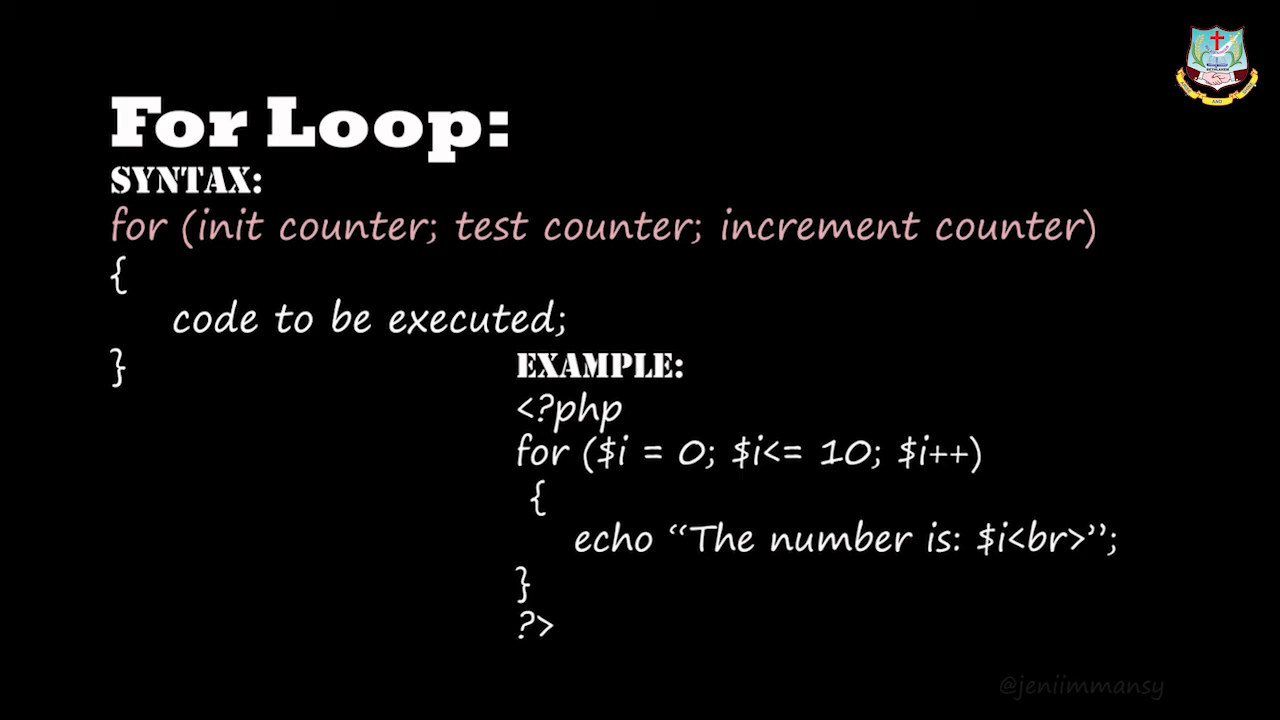 For Loop:
SYNTAX:
for (init counter; test counter; increment counter)
{
code to be executed;
}
EXAMPLE:
<?php
for ($i = 0; $i<= 10; $i++)
{
echo “The number is: $i<br>”;
}
?>
@jeniimmansy
AND